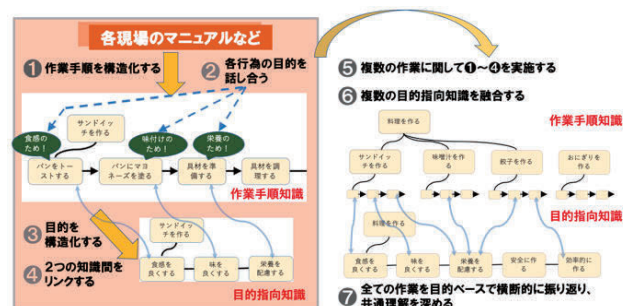 各現場のマニュアルなど
❶作業手順を構造化する
❷各行為の目的を
話し合う
食感の
ため！
サンドイッ
チを作る
味付けの
ため！
栄養の
ため！
パンをトー
ストする
パンにマヨ
ネーズを塗る
具材を準
備する
具材を調
理する
作業手順知識
❸目的を
構造化する
❹2つの知識間を
リンクする
サンドイッ
チを作る
食感を
良くする
味を
良くする
栄養を
配慮する
目的指向知識
❺複数の作業に関して❶～❹を実施する
❻複数の目的指向知識を融合する
料理を作る
作業手順知識
サンドイッ
チを作る
味噌汁を
作る
餃子を作る
おにぎりを
作る
目的指向知識
料理を作る
食感を
良くする
味を
良くする
栄養を
配慮する
安全に作
る
効率的に
作る
❼全ての作業を目的ベースで横断的に振り返り、
共通理解を深める